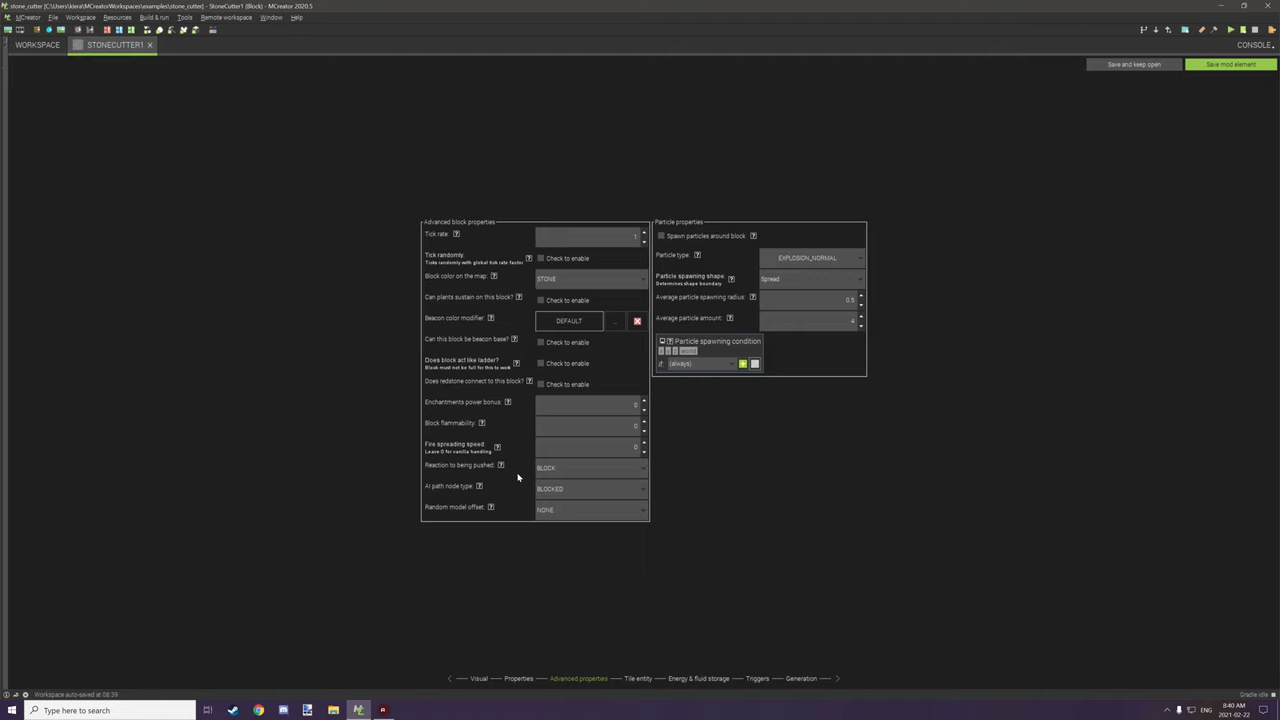 stone_cutter [C:\Users\kiera\MCreatorWorkspaces\examples\stone_cutter] - StoneCutter1 (Block) - MCreator 2020.5
MCreator File Workspace Resources Build & run Tools Remote workspace Window Help
WORKSPACE STONECUTTER1 CONSOLE
Save and keep open Save mod element
Advanced block properties Particle properties
Tick rate: ? 1 Spawn particles around block ?
Tick randomly: ? Check to enable Particle type: ? EXPLOSION_NORMAL
Ticks randomly with global tick rate factor
Block color on the map: ? STONE Particle spawning shape: ? Spread
Determines shape boundary
Can plants sustain on this block? ? Check to enable Average particle spawning radius: ? 0.5
Beacon color modifier: ? DEFAULT ... Average particle amount: ? 4
Can this block be beacon base? ? Check to enable ? Particle spawning condition
x y z world
Does block act like ladder? ? Check to enable if: (always)
Block must not be full for this to work
Does redstone connect to this block? ? Check to enable
Enchantments power bonus: ? 0
Block flammability: ? 0
Fire spreading speed: ? 0
Leave 0 for vanilla handling
Reaction to being pushed: ? BLOCK
AI path node type: ? BLOCKED
Random model offset: ? NONE
Visual Properties Advanced properties Tile entity Energy & fluid storage Triggers Generation
Workspace auto-saved at 08:39 Gradle idle
Type here to search ENG 8:40 AM
2021-02-22